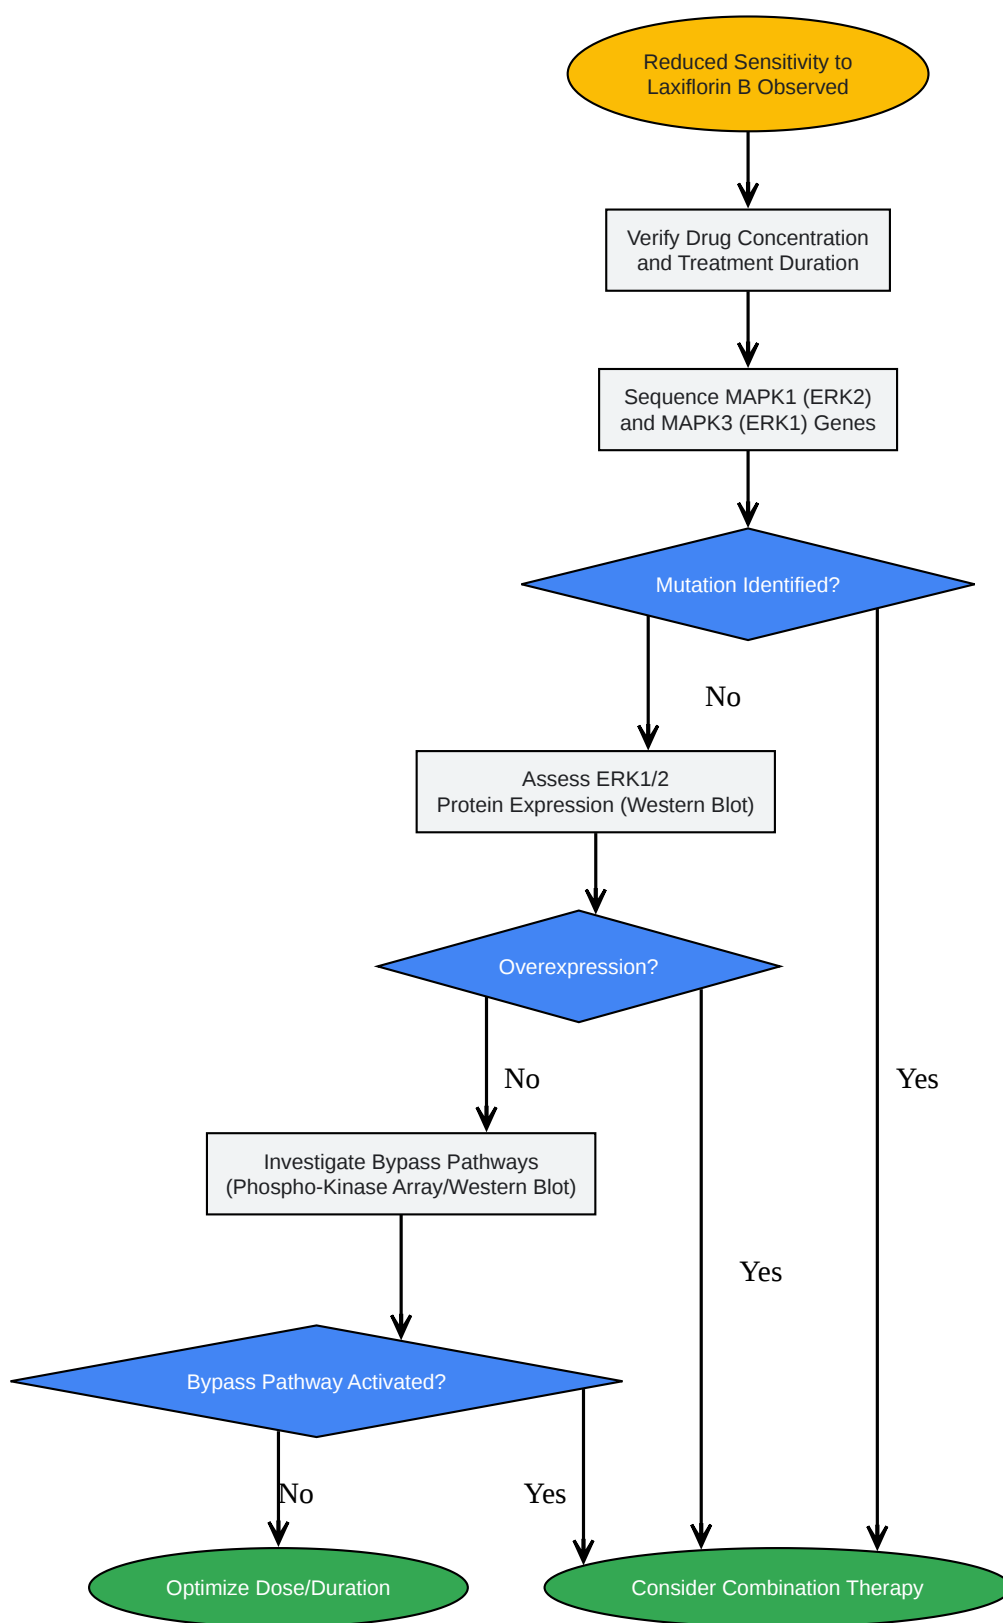 Reduced Sensitivity to
Laxiflorin B Observed
Verify Drug Concentration
and Treatment Duration
Sequence MAPK1 (ERK2)
and MAPK3 (ERK1) Genes
Mutation Identified?
No
Assess ERK1/2
Protein Expression (Western Blot)
Overexpression?
No
Yes
Investigate Bypass Pathways
(Phospho-Kinase Array/Western Blot)
Yes
Bypass Pathway Activated?
No
Yes
Optimize Dose/Duration
Consider Combination Therapy